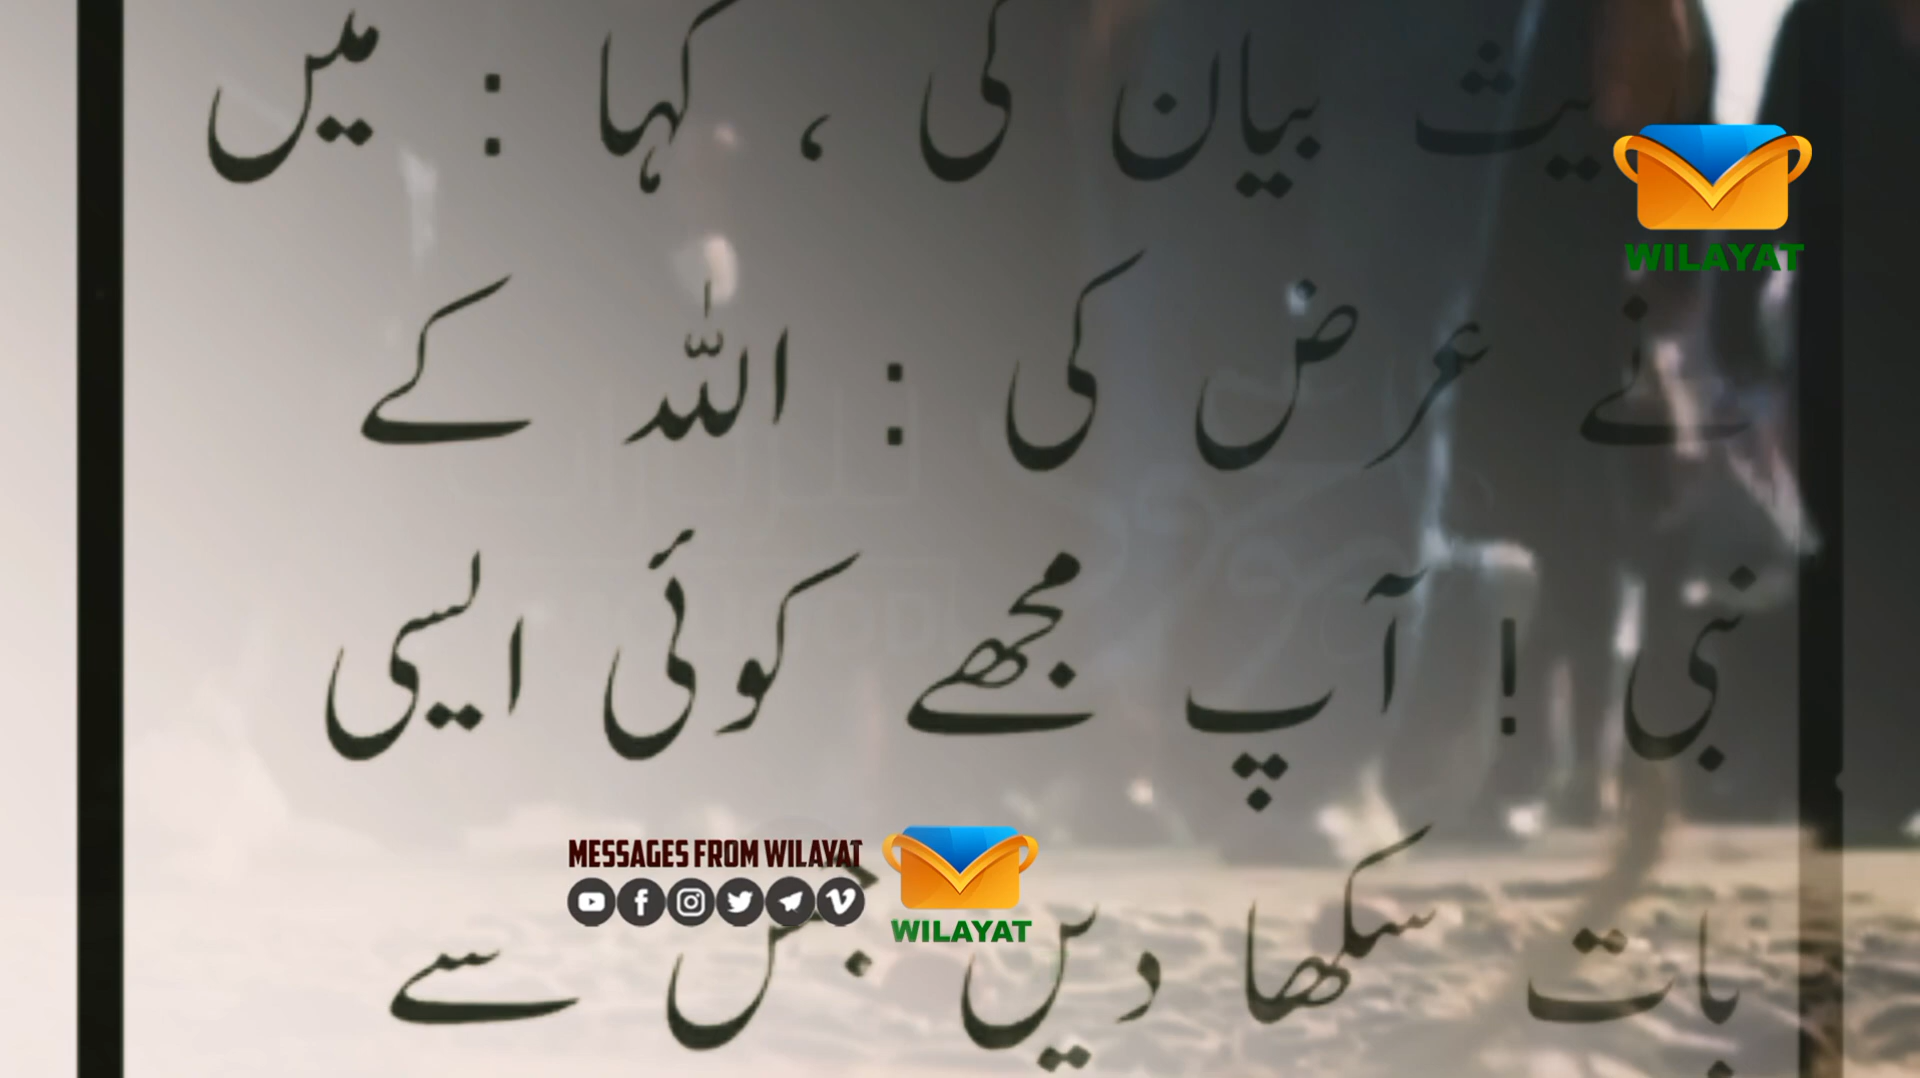 بیان کی ، کہا : میں
WILAYAT
نے عرض کی : اللّٰہ کے
نبی ! آپ مجھے کوئی ایسی
MESSAGES FROM WILAYAT
WILAYAT
بات سکھا دیں جس سے